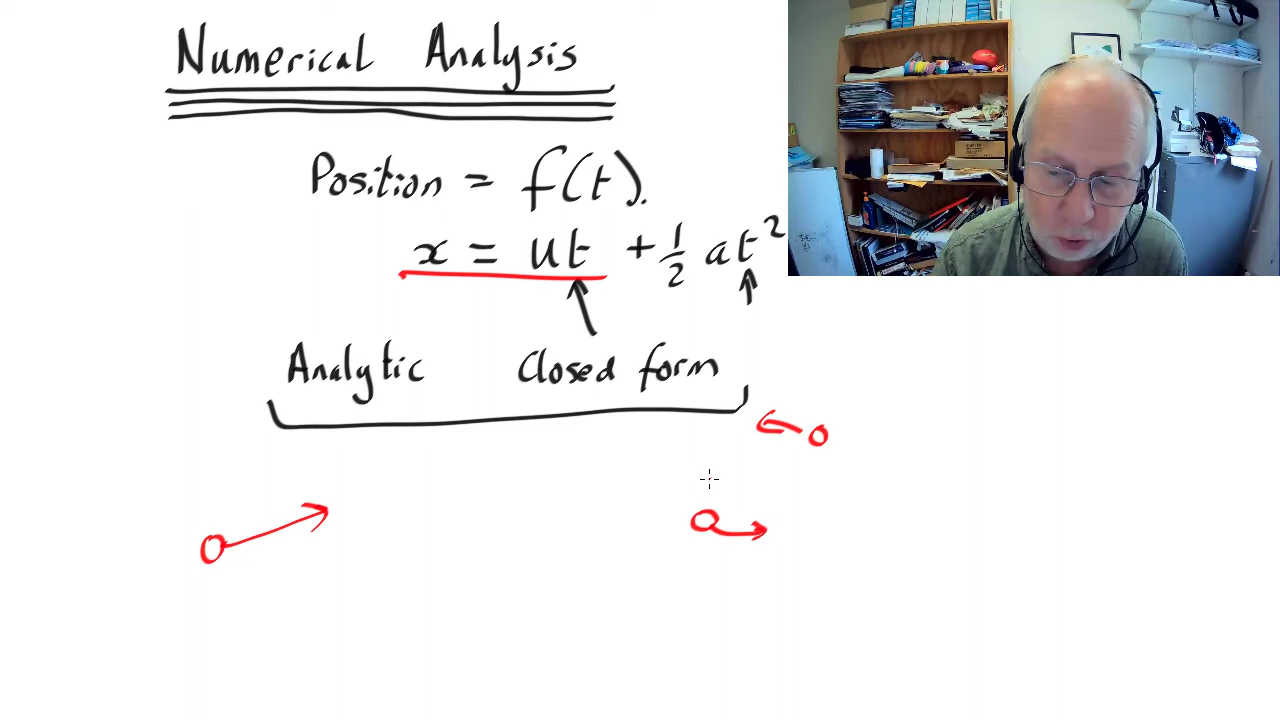 Numerical Analysis
Position = f(t).
x = ut + 1/2 at²
Analytic Closed form